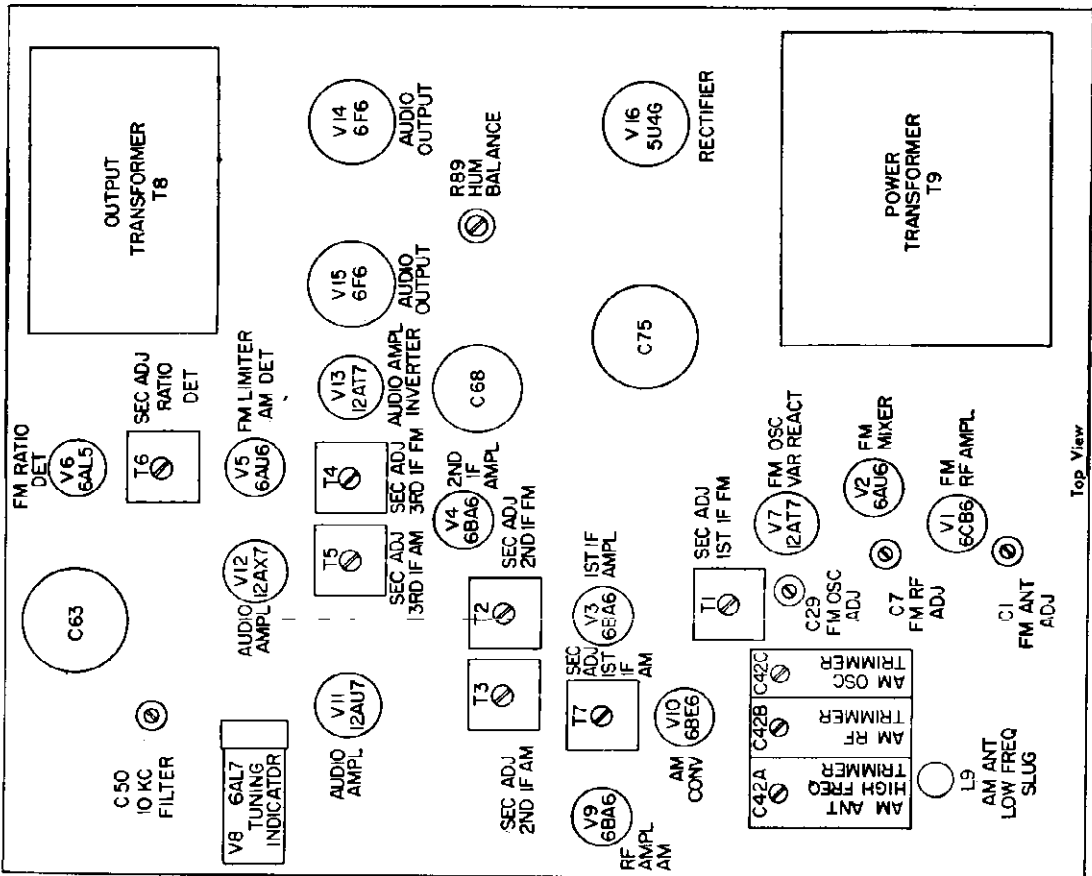 OUTPUT
TRANSFORMER
T8
V14
6F6
AUDIO
OUTPUT
R89
HUM
BALANCE
V16
5U4G
RECTIFIER
POWER
TRANSFORMER
T9
V15
6F6
AUDIO
OUTPUT
C75
FM RATIO
DET
V6
6AL5
SEC ADJ
RATIO
DET
T6
FM LIMITER
AM DET
V5
6AU6
V13
12AT7
AUDIO AMPL
INVERTER
C68
T4
SEC ADJ
3RD IF FM
2ND
IF
AMPL
V4
6BA6
FM OSC
VAR REACT
V7
12AT7
FM
MIXER
V2
6AU6
FM
RF AMPL
V1
6CB6
C63
V12
12AX7
AUDIO
AMPL
T5
SEC ADJ
3RD IF AM
SEC ADJ
2ND IF FM
T2
1ST IF
AMPL
V3
6BA6
SEC ADJ
1ST IF FM
T1
C29
FM OSC
ADJ
C7
FM RF
ADJ
C1
FM ANT
ADJ
C50
10 KC
FILTER
V8 6AL7
TUNING
INDICATOR
V11
12AU7
AUDIO
AMPL
T3
SEC ADJ
2ND IF AM
SEC
ADJ
1ST
IF
AM
T7
V10
6BE6
AM
CONV
V9
6BA6
RF
AMPL
AM
C42A
AM ANT
HIGH FREQ
TRIMMER
C42B
AM RF
TRIMMER
C42C
AM OSC
TRIMMER
L9
AM ANT
LOW FREQ
SLUG
Top View